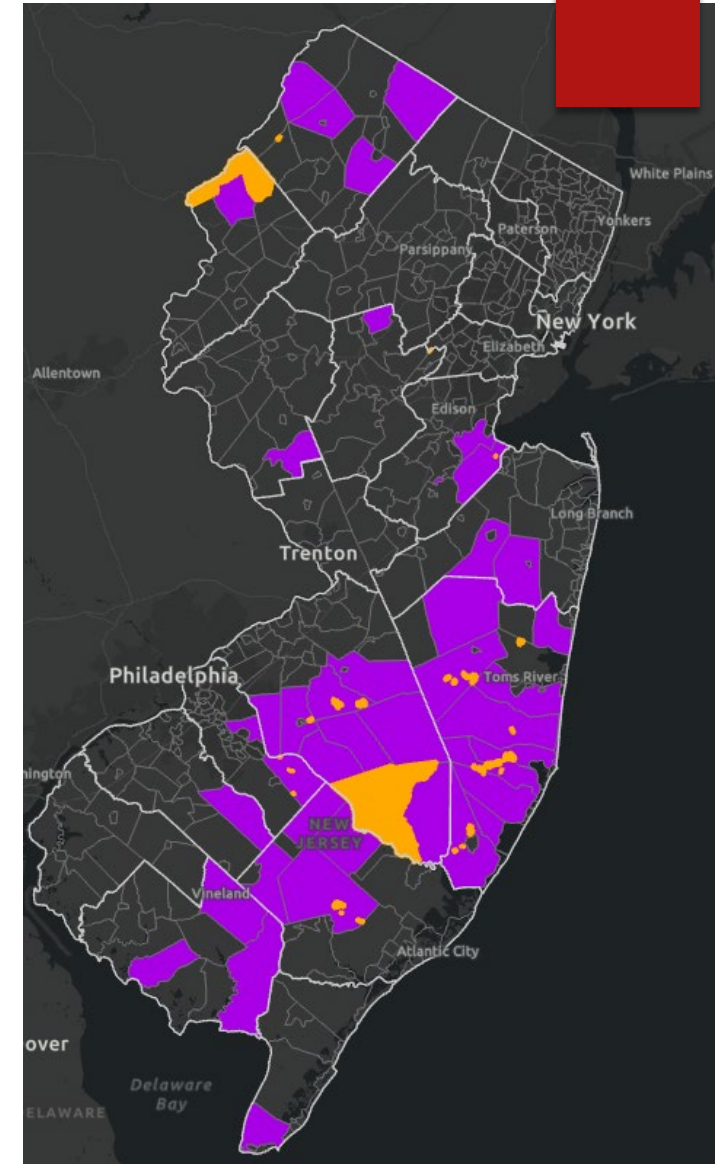 White Plains
Yonkers
Paterson
Parsippany
New York
Elizabeth
Allentown
Edison
Long Branch
Trenton
Philadelphia
Toms River
nington
NEW
JERSEY
Vineland
Atlantic City
over
Delaware
Bay
ELAWARE